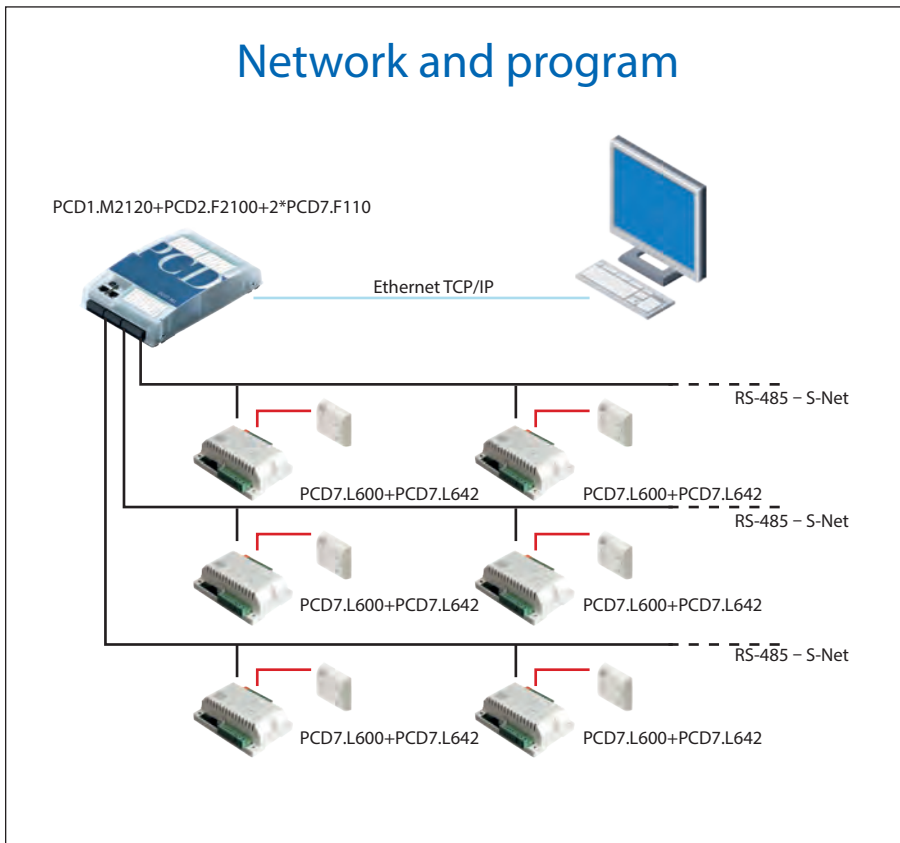 Network and program
PCD1.M2120+PCD2.F2100+2*PCD7.F110
PCD
Ethernet TCP/IP
RS-485 – S-Net
PCD7.L600+PCD7.L642
PCD7.L600+PCD7.L642
RS-485 – S-Net
PCD7.L600+PCD7.L642
PCD7.L600+PCD7.L642
RS-485 – S-Net
PCD7.L600+PCD7.L642
PCD7.L600+PCD7.L642